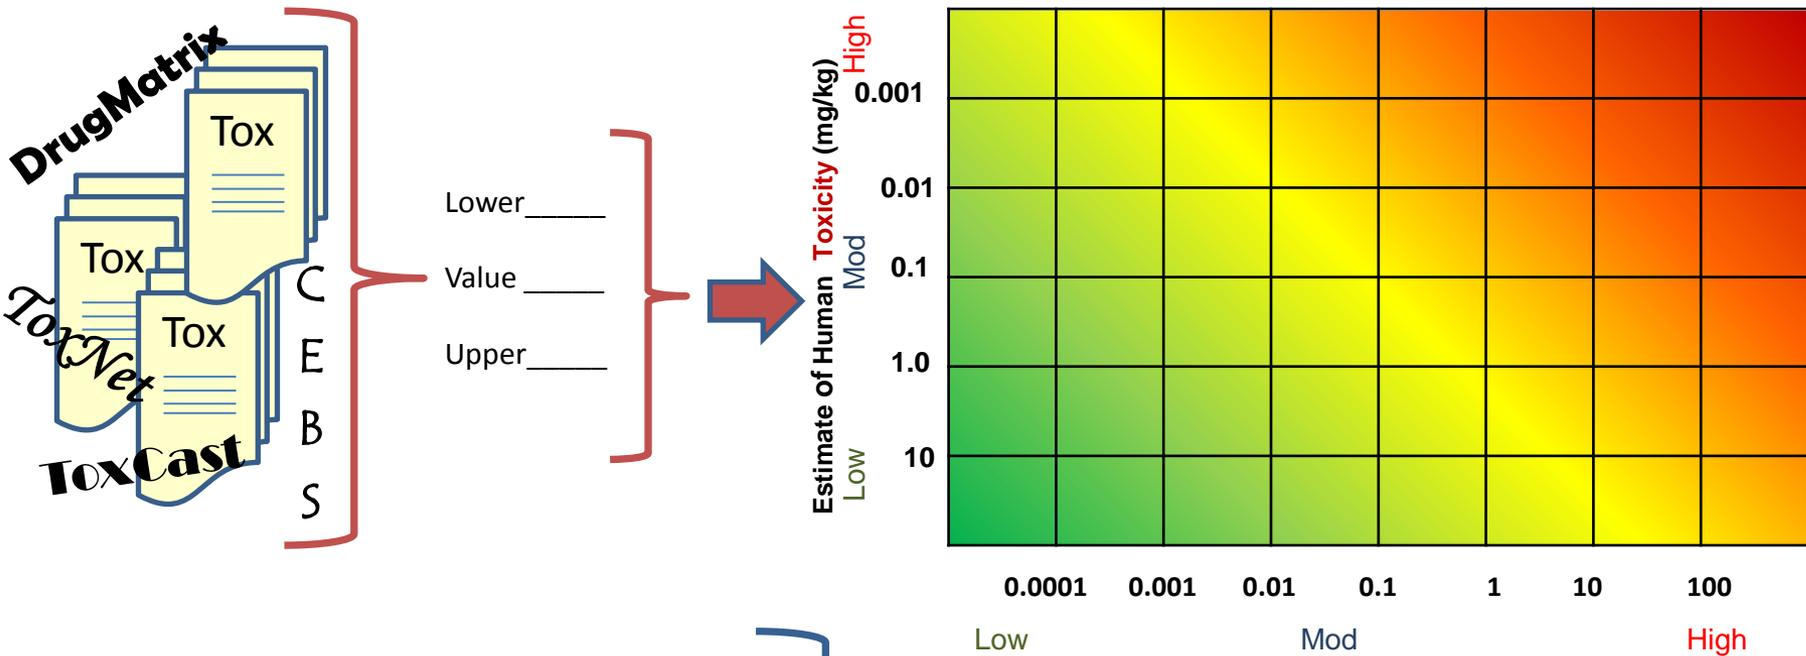 DrugMatrix
Tox
Tox
ToxNet
Tox
ToxCast
C
E
B
S
Lower_____
Value _____
Upper_____
Estimate of Human Toxicity (mg/kg)
High
Mod
Low
0.001
0.01
0.1
1.0
10
0.0001 0.001 0.01 0.1 1 10 100
Low Mod High